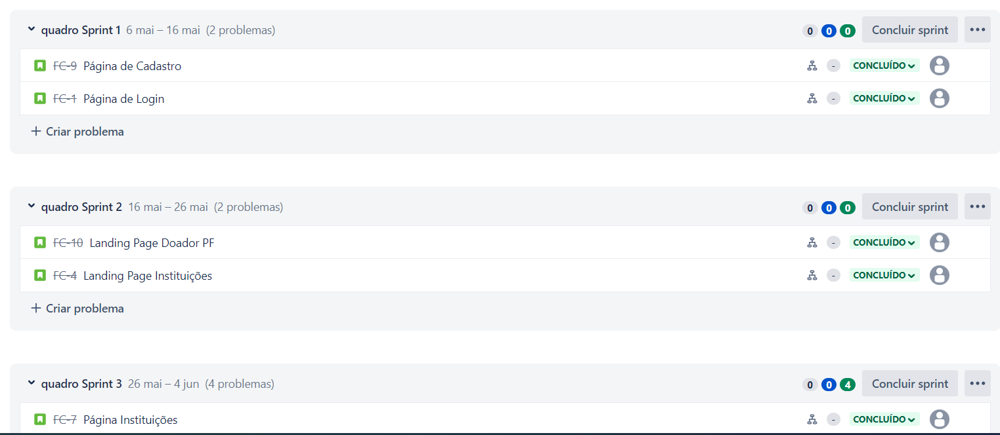 quadro Sprint 1 6 mai – 16 mai (2 problemas) 0 0 0 Concluir sprint
FC-9 Página de Cadastro - CONCLUÍDO
FC-1 Página de Login - CONCLUÍDO
+ Criar problema
quadro Sprint 2 16 mai – 26 mai (2 problemas) 0 0 0 Concluir sprint
FC-10 Landing Page Doador PF - CONCLUÍDO
FC-4 Landing Page Instituições - CONCLUÍDO
+ Criar problema
quadro Sprint 3 26 mai – 4 jun (4 problemas) 0 0 4 Concluir sprint
FC-7 Página Instituições - CONCLUÍDO